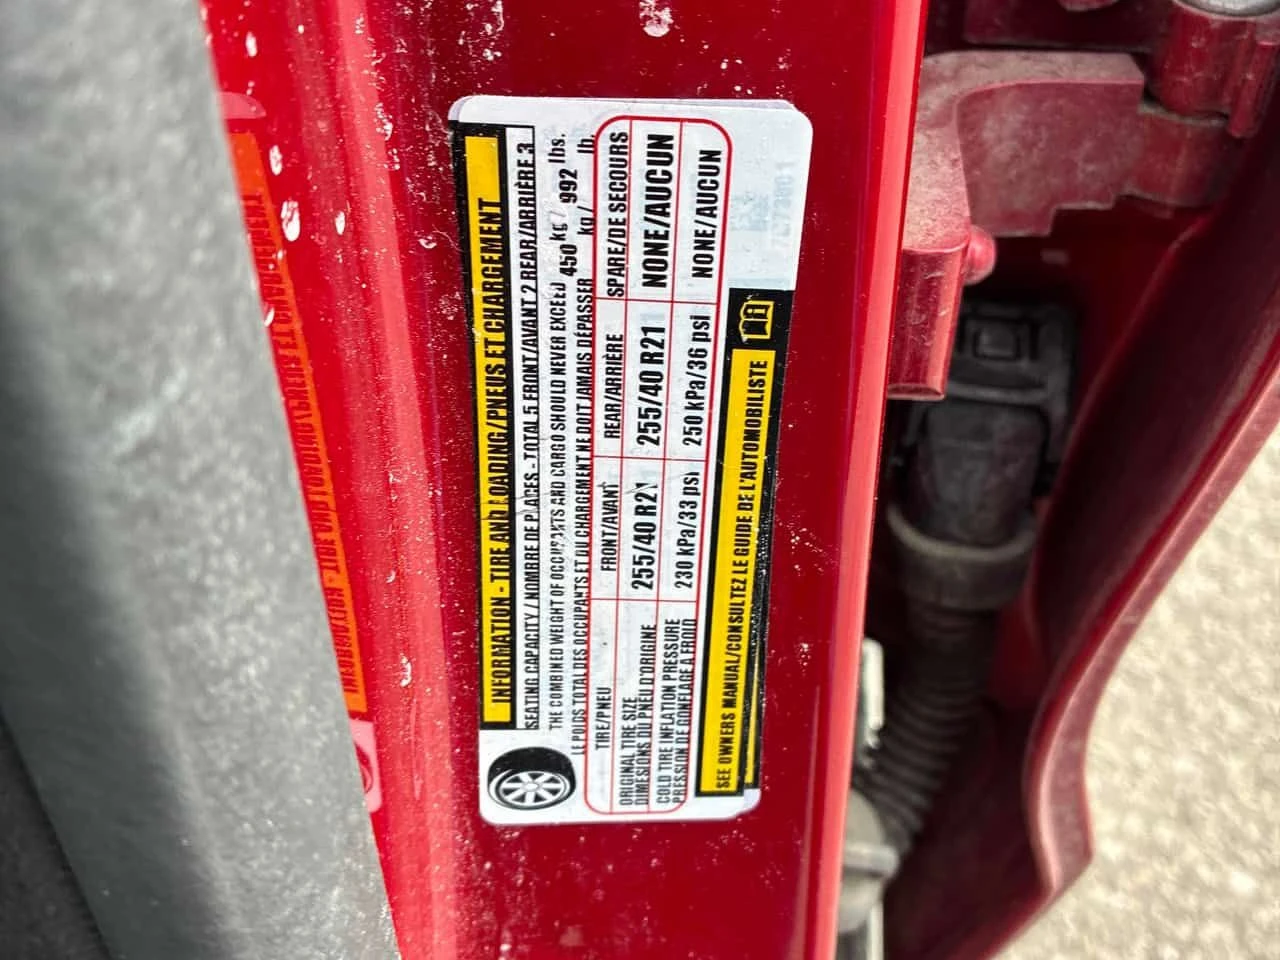 INFORMATION - TIRE AND LOADING/PNEUS ET CHARGEMENT
SEATING CAPACITY / NOMBRE DE PLACES - TOTAL 5 FRONT/AVANT 2 REAR/ARRIÈRE 3
THE COMBINED WEIGHT OF OCCUPANTS AND CARGO SHOULD NEVER EXCEED 450 kg / 992 lbs.
LE POIDS TOTAL DES OCCUPANTS ET DU CHARGEMENT NE DOIT JAMAIS DÉPASSER kg / lb.
TIRE/PNEU FRONT/AVANT REAR/ARRIÈRE SPARE/DE SECOURS
ORIGINAL TIRE SIZE
DIMESIONS DU PNEU D'ORIGINE
255/40 R21 255/40 R21 NONE/AUCUN
COLD TIRE INFLATION PRESSURE
PRESSION DE GONFLAGE A FROID
230 kPa/33 psi 250 kPa/36 psi NONE/AUCUN
SEE OWNERS MANUAL/CONSULTEZ LE GUIDE DE L'AUTOMOBILISTE